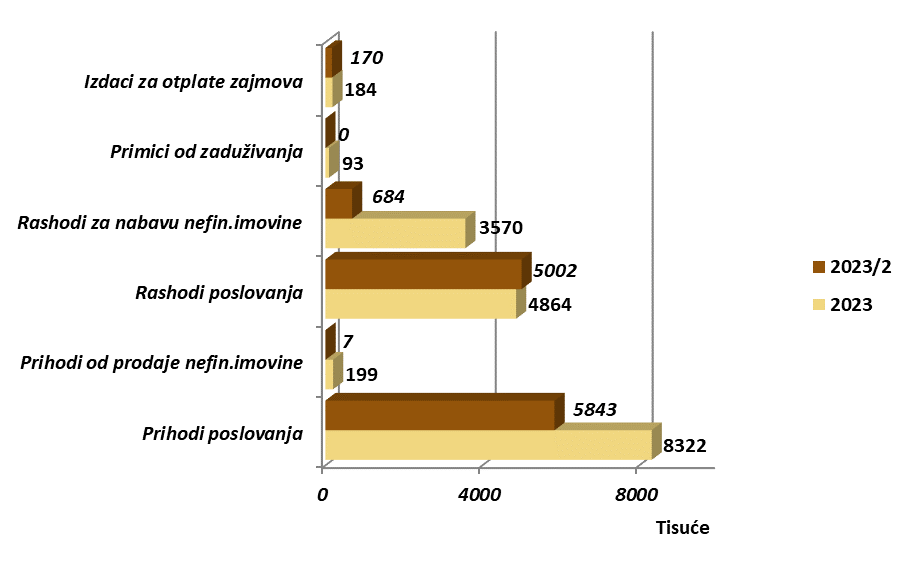 Izdaci za otplate zajmova
170
184
Primici od zaduživanja
0
93
Rashodi za nabavu nefin.imovine
684
3570
Rashodi poslovanja
5002
4864
Prihodi od prodaje nefin.imovine
7
199
Prihodi poslovanja
5843
8322
0 4000 8000
Tisuće
2023/2
2023